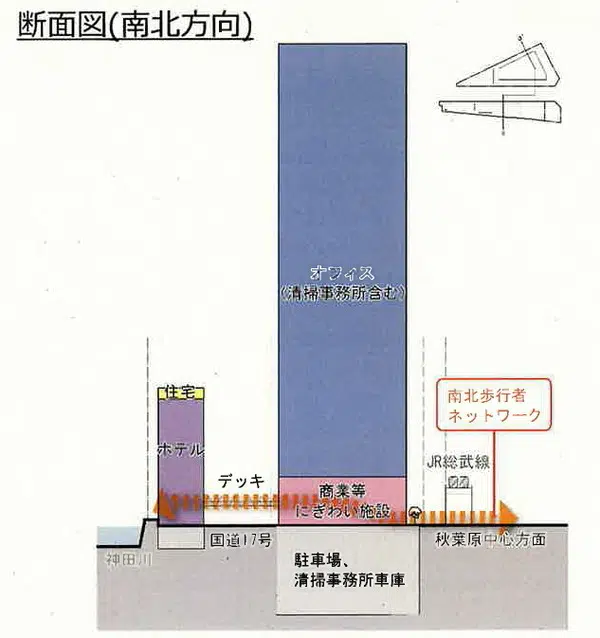 断面図(南北方向)
オフィス
(清掃事務所含む)
住宅
ホテル
南北歩行者
ネットワーク
JR総武線
デッキ
商業等
にぎわい施設
神田川
国道17号
秋葉原中心方面
駐車場、
清掃事務所車庫